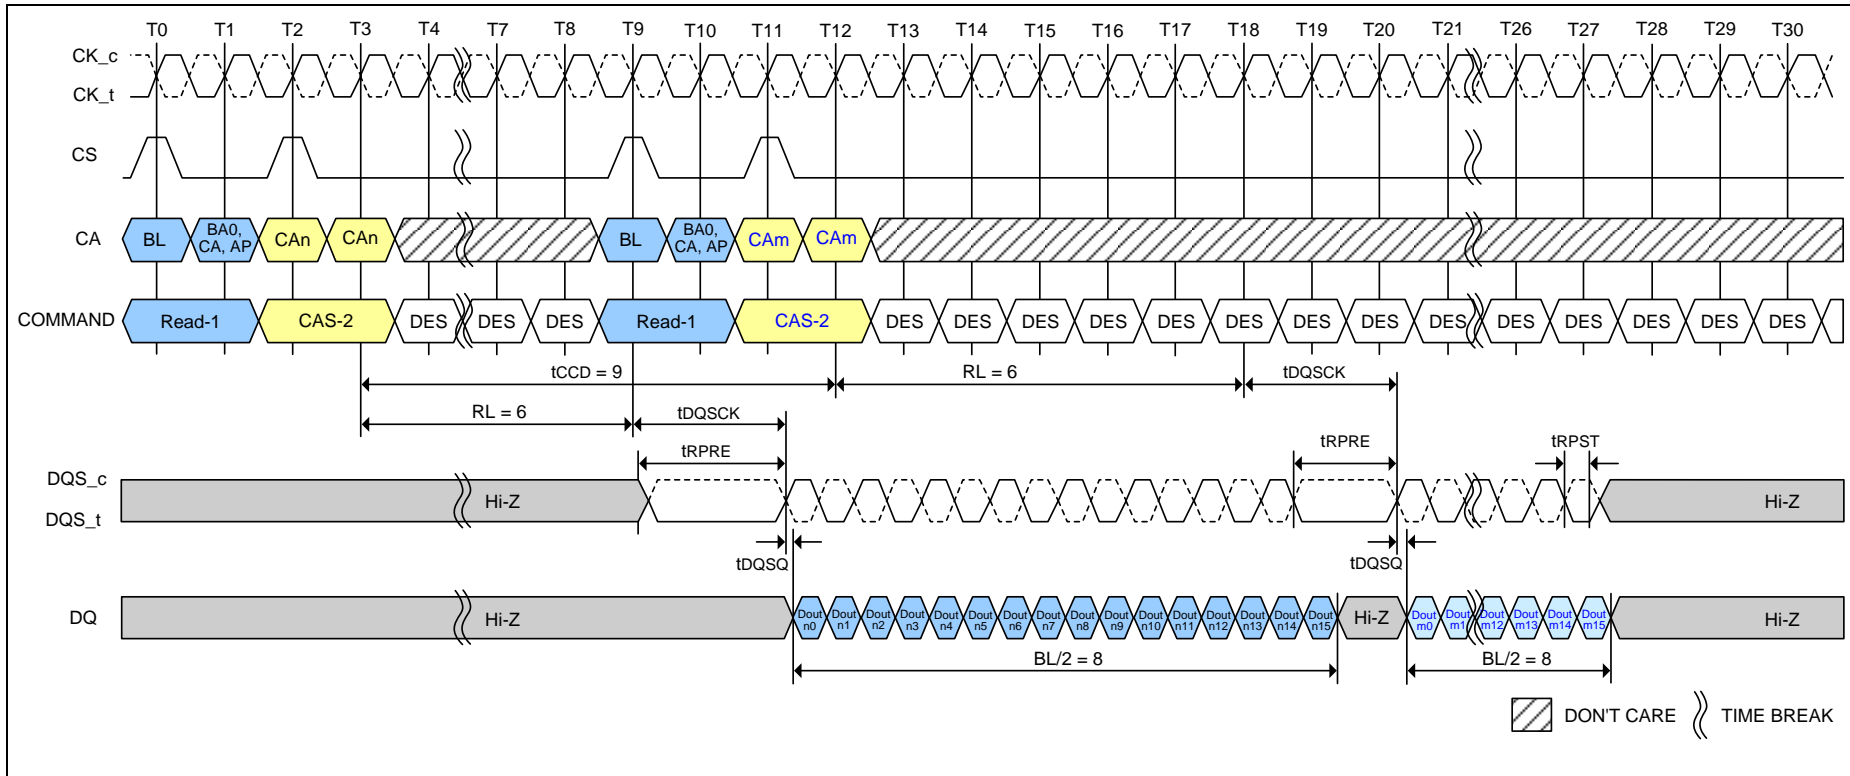 T0 T1 T2 T3 T4 T7 T8 T9 T10 T11 T12 T13 T14 T15 T16 T17 T18 T19 T20 T21 T26 T27 T28 T29 T30
CK_c
CK_t
CS
CA BL BA0, CA, AP CAn CAn BL BA0, CA, AP CAm CAm
COMMAND Read-1 CAS-2 DES DES DES Read-1 CAS-2 DES DES DES DES DES DES DES DES DES DES DES DES DES DES
tCCD = 9 RL = 6 tDQSCK
RL = 6 tDQSCK
tRPRE tRPRE tRPST
DQS_c
Hi-Z Hi-Z
DQS_t
tDQSQ tDQSQ
DQ Hi-Z Dout n0 Dout n1 Dout n2 Dout n3 Dout n4 Dout n5 Dout n6 Dout n7 Dout n8 Dout n9 Dout n10 Dout n11 Dout n12 Dout n13 Dout n14 Dout n15 Hi-Z Dout m0 Dout m1 Dout m12 Dout m13 Dout m14 Dout m15 Hi-Z
BL/2 = 8 BL/2 = 8
DON'T CARE TIME BREAK